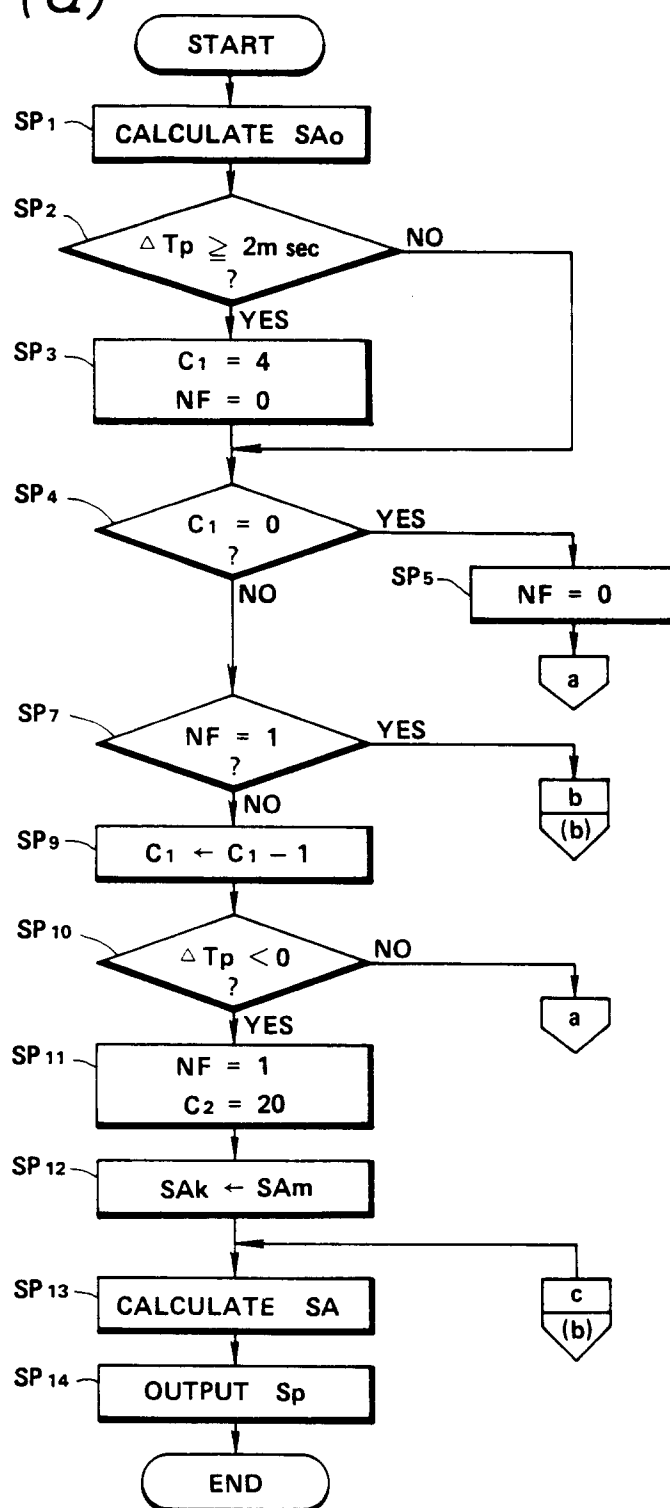 (a)
START
SP1
CALCULATE SAo
SP2
△ Tp ≧ 2m sec
?
NO
YES
SP3
C1 = 4
NF = 0
SP4
C1 = 0
?
YES
NO
SP5
NF = 0
a
SP7
NF = 1
?
YES
NO
b
(b)
SP9
C1 ← C1 - 1
SP10
△ Tp < 0
?
NO
YES
a
SP11
NF = 1
C2 = 20
SP12
SAk ← SAm
c
(b)
SP13
CALCULATE SA
SP14
OUTPUT Sp
END